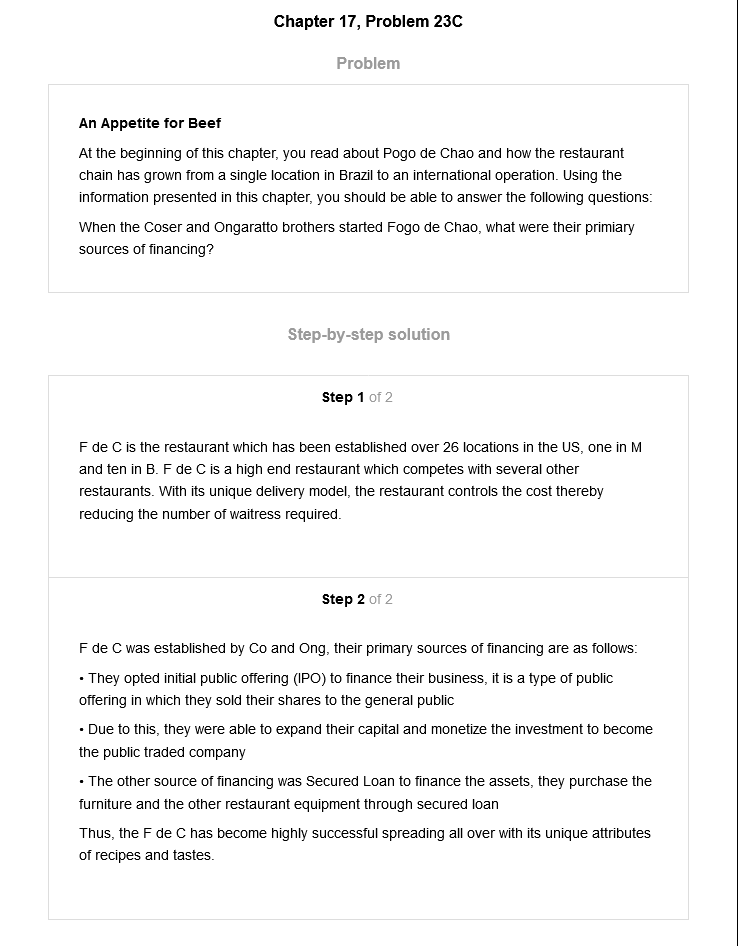 Chapter 17, Problem 23C
Problem
An Appetite for Beef
At the beginning of this chapter, you read about Pogo de Chao and how the restaurant
chain has grown from a single location in Brazil to an international operation. Using the
information presented in this chapter, you should be able to answer the following questions:
When the Coser and Ongaratto brothers started Fogo de Chao, what were their primiary
sources of financing?
Step-by-step solution
Step 1 of 2
F de C is the restaurant which has been established over 26 locations in the US, one in M
and ten in B. F de C is a high end restaurant which competes with several other
restaurants. With its unique delivery model, the restaurant controls the cost thereby
reducing the number of waitress required.
Step 2 of 2
F de C was established by Co and Ong, their primary sources of financing are as follows:
• They opted initial public offering (IPO) to finance their business, it is a type of public
offering in which they sold their shares to the general public
• Due to this, they were able to expand their capital and monetize the investment to become
the public traded company
• The other source of financing was Secured Loan to finance the assets, they purchase the
furniture and the other restaurant equipment through secured loan
Thus, the F de C has become highly successful spreading all over with its unique attributes
of recipes and tastes.